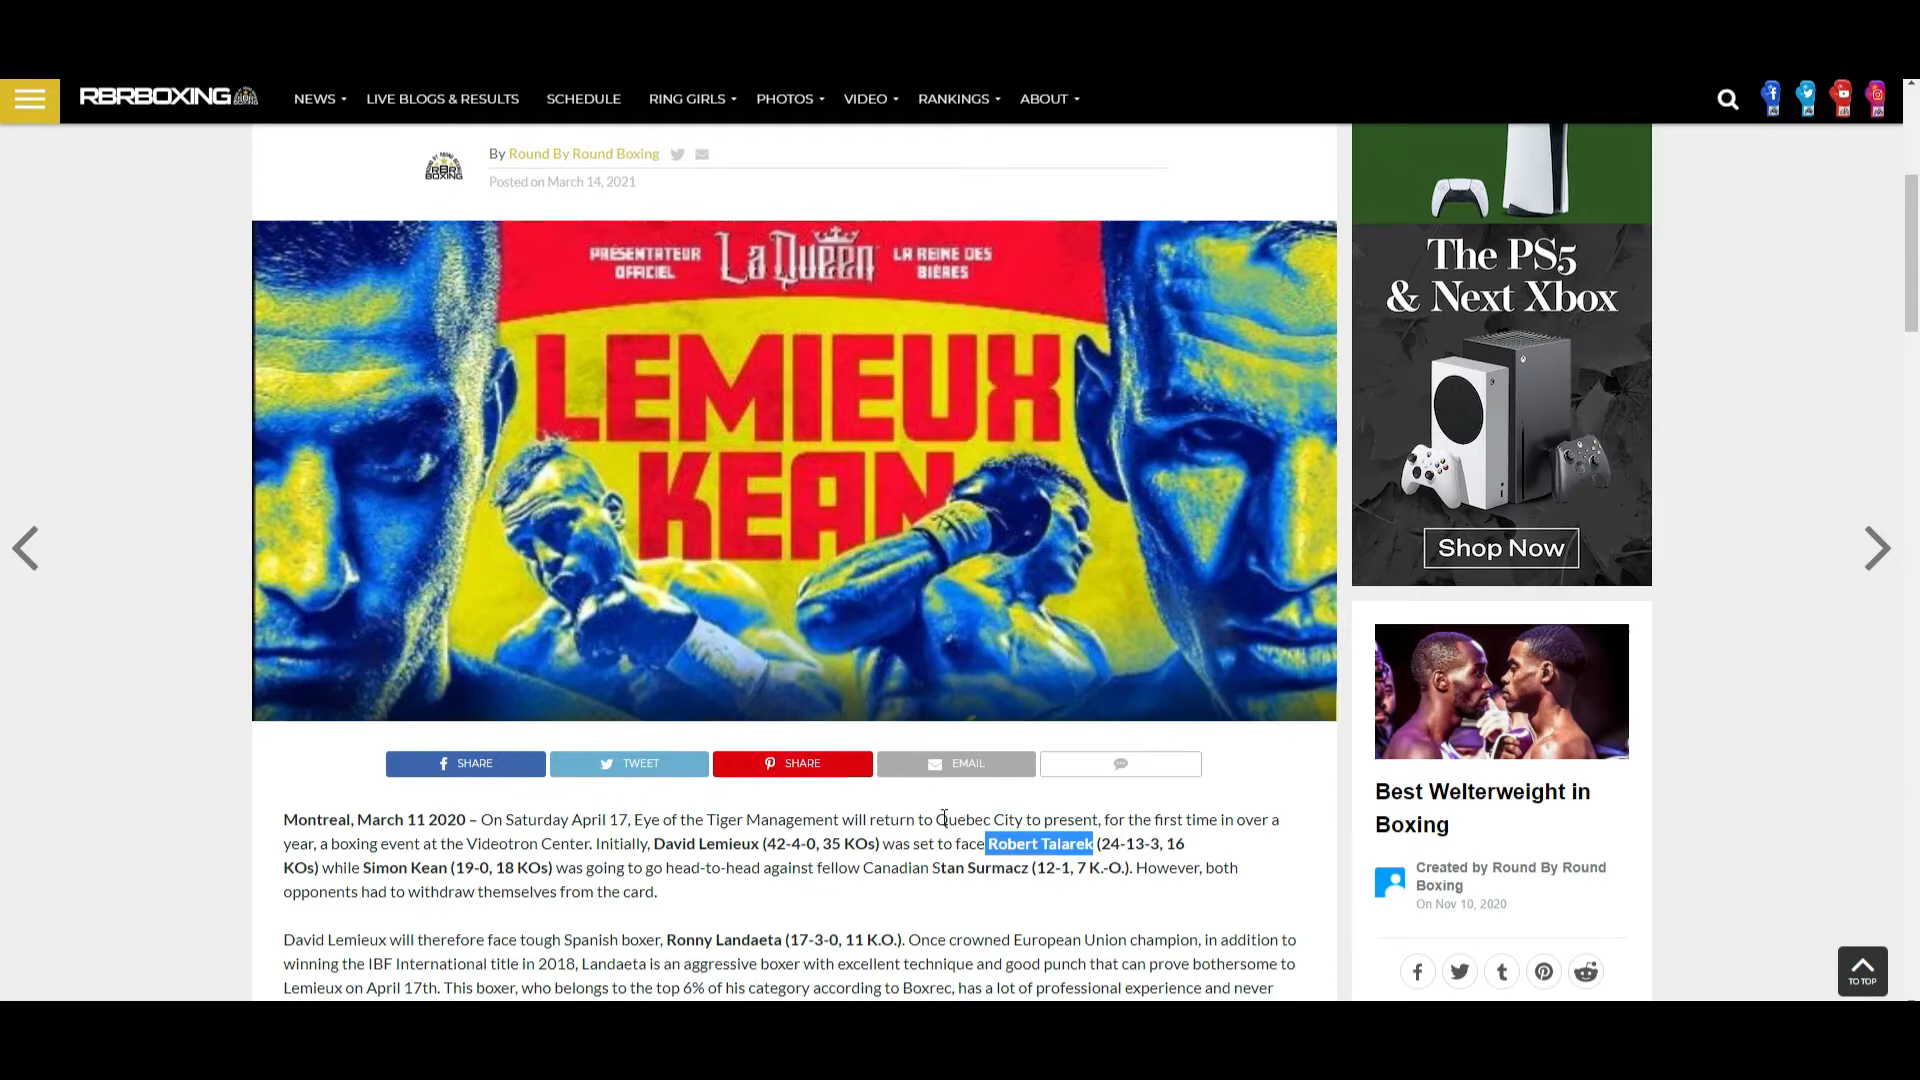 RBRBOXING
NEWS LIVE BLOGS & RESULTS SCHEDULE RING GIRLS PHOTOS VIDEO RANKINGS ABOUT
RBR
BOXING
By Round By Round Boxing
Posted on March 14, 2021
PRÉSENTATEUR
OFFICIEL
La Queen
LA REINE DES
BIÈRES
LEMIEUX
KEAN
SHARE TWEET SHARE EMAIL
Montreal, March 11 2020 – On Saturday April 17, Eye of the Tiger Management will return to Quebec City to present, for the first time in over a
year, a boxing event at the Videotron Center. Initially, David Lemieux (42-4-0, 35 KOs) was set to face Robert Talarek (24-13-3, 16
KOs) while Simon Kean (19-0, 18 KOs) was going to go head-to-head against fellow Canadian Stan Surmacz (12-1, 7 K.-O.). However, both
opponents had to withdraw themselves from the card.
David Lemieux will therefore face tough Spanish boxer, Ronny Landaeta (17-3-0, 11 K.O.). Once crowned European Union champion, in addition to
winning the IBF International title in 2018, Landaeta is an aggressive boxer with excellent technique and good punch that can prove bothersome to
Lemieux on April 17th. This boxer, who belongs to the top 6% of his category according to Boxrec, has a lot of professional experience and never
The PS5
& Next Xbox
Shop Now
Best Welterweight in
Boxing
Created by Round By Round
Boxing
On Nov 10, 2020
TO TOP